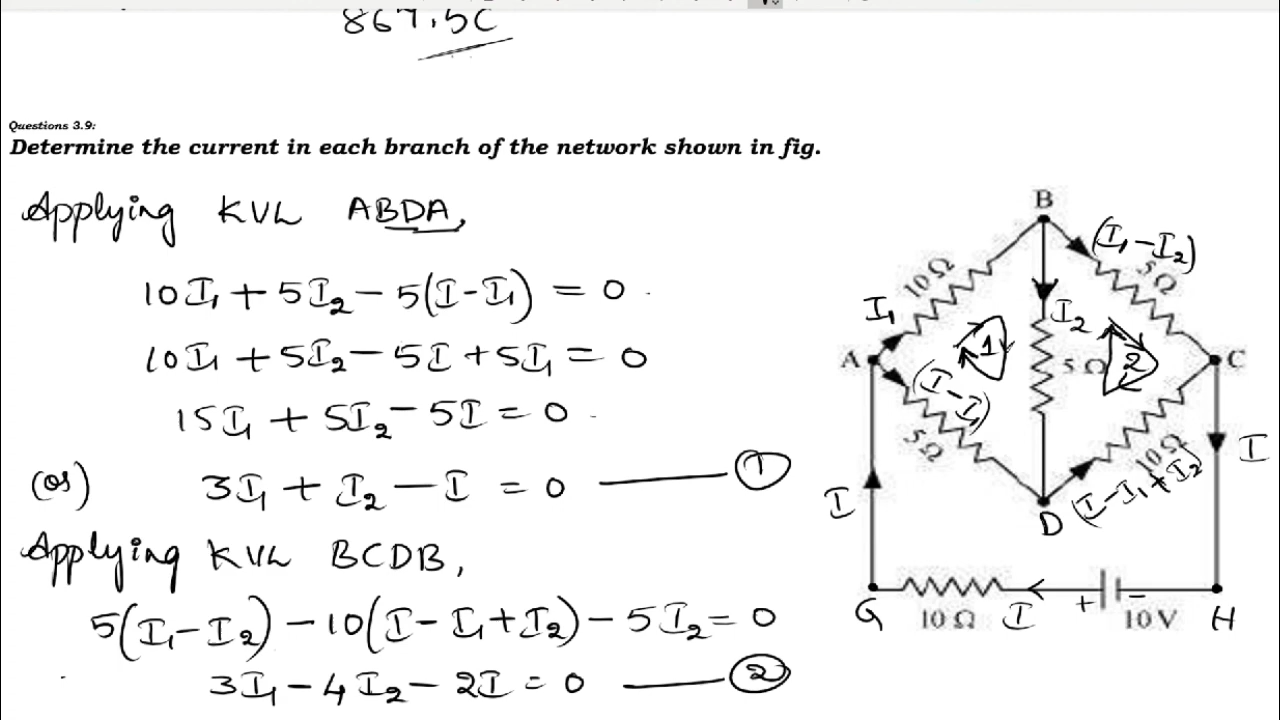 867.5C
Questions 3.9:
Determine the current in each branch of the network shown in fig.
Applying KVL ABDA,
10I₁ + 5I₂ - 5(I-I₁) = 0
10I₁ + 5I₂ - 5I + 5I₁ = 0
15I₁ + 5I₂ - 5I = 0
(or) 3I₁ + I₂ - I = 0 ① 
Applying KVL BCDB,
5(I₁-I₂) - 10(I-I₁+I₂) - 5I₂ = 0
3I₁ - 4I₂ - 2I = 0 ②
B
(I₁-I₂)
10Ω
5Ω
I₁
I₂
A
1
5Ω
2
C
(I-I₁)
5Ω
10Ω
I
I
D
(I-I₁+I₂)
G
10Ω
I
+
-
10V
H